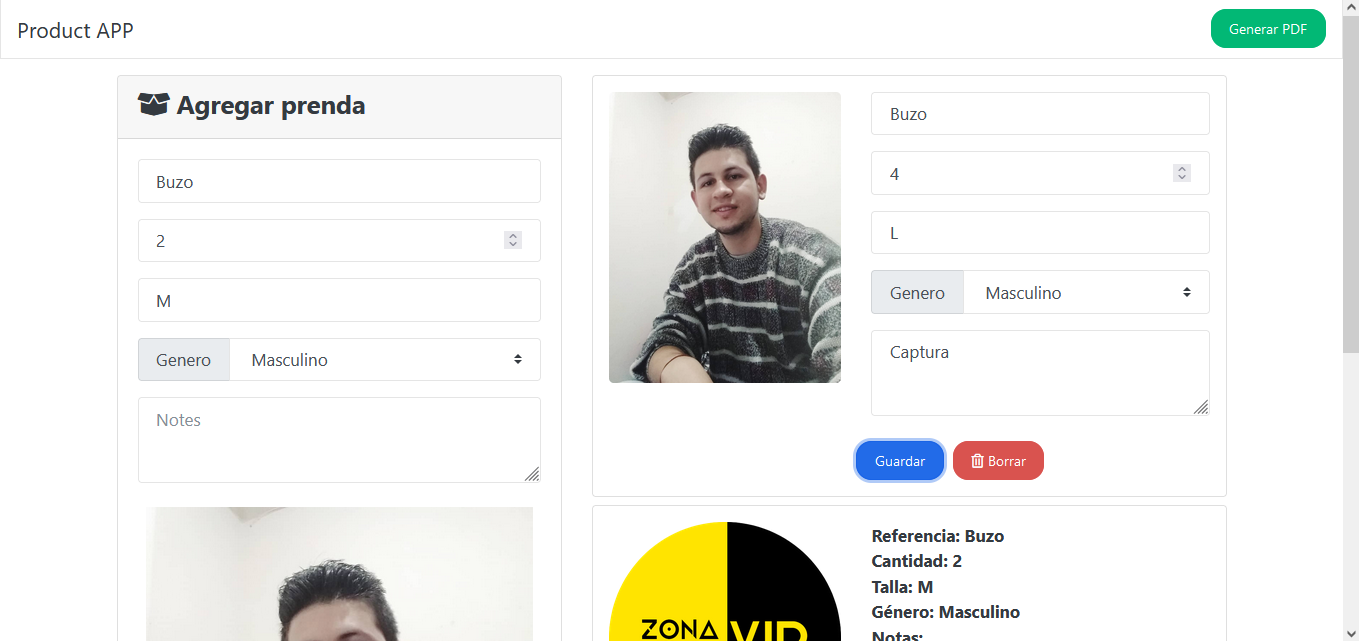 Product APP
Generar PDF
Agregar prenda
Buzo
2
M
Genero Masculino
Notes
Buzo
4
L
Genero Masculino
Captura
Guardar
Borrar
ZONA
VIP
Referencia: Buzo
Cantidad: 2
Talla: M
Género: Masculino
Notas: